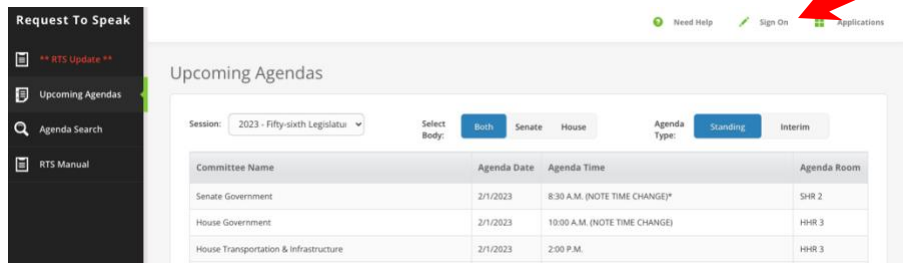 Request To Speak
Need Help
Sign On
Applications
** RTS Update **
Upcoming Agendas
Agenda Search
RTS Manual
Upcoming Agendas
Session: 2023 - Fifty-sixth Legislatu
Select Body: Both Senate House
Agenda Type: Standing Interim
Committee Name Agenda Date Agenda Time Agenda Room
Senate Government 2/1/2023 8:30 A.M. (NOTE TIME CHANGE)* SHR 2
House Government 2/1/2023 10:00 A.M. (NOTE TIME CHANGE) HHR 3
House Transportation & Infrastructure 2/1/2023 2:00 P.M. HHR 3